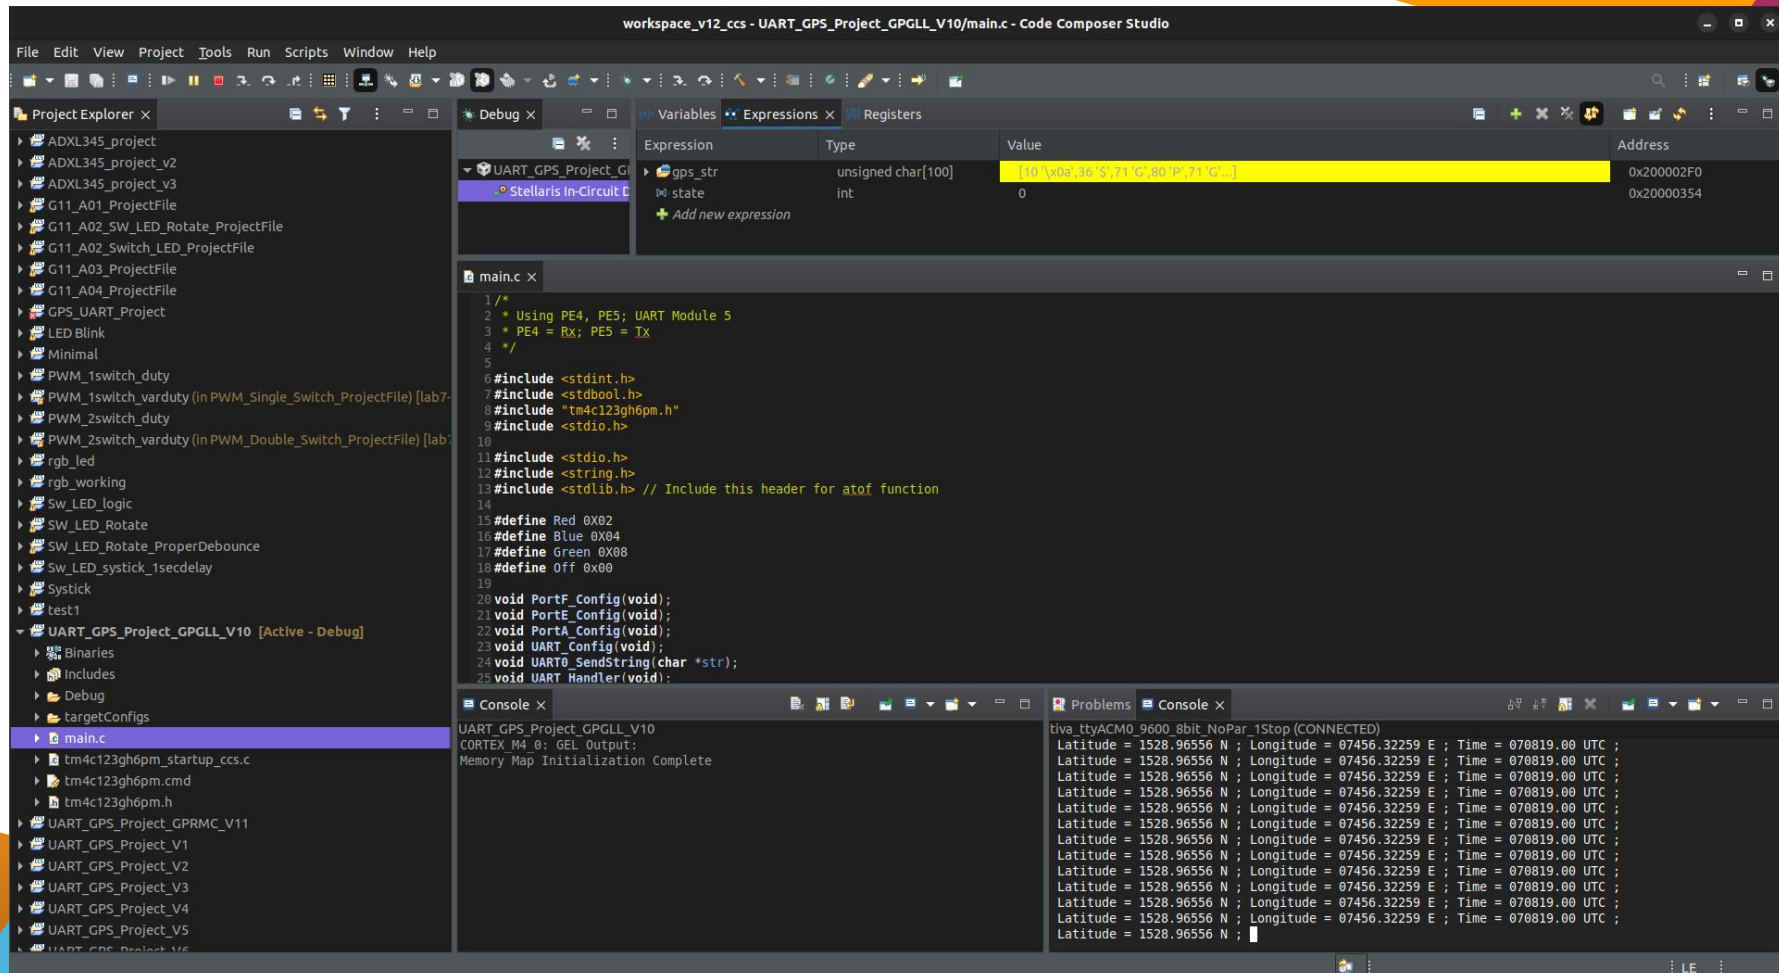 workspace_v12_ccs - UART_GPS_Project_GPGLL_V10/main.c - Code Composer Studio
File Edit View Project Tools Run Scripts Window Help
Project Explorer
ADXL345_project
ADXL345_project_v2
ADXL345_project_v3
G11_A01_ProjectFile
G11_A02_SW_LED_Rotate_ProjectFile
G11_A02_Switch_LED_ProjectFile
G11_A03_ProjectFile
G11_A04_ProjectFile
GPS_UART_Project
LED Blink
Minimal
PWM_1switch_duty
PWM_1switch_varduty (in PWM_Single_Switch_ProjectFile) [lab7-
PWM_2switch_duty
PWM_2switch_varduty (in PWM_Double_Switch_ProjectFile) [lab7
rgb_led
rgb_working
Sw_LED_logic
SW_LED_Rotate
SW_LED_Rotate_ProperDebounce
Sw_LED_systick_1secdelay
Systick
test1
UART_GPS_Project_GPGLL_V10 [Active - Debug]
Binaries
Includes
Debug
targetConfigs
main.c
tm4c123gh6pm_startup_ccs.c
tm4c123gh6pm.cmd
tm4c123gh6pm.h
UART_GPS_Project_GPRMC_V11
UART_GPS_Project_V1
UART_GPS_Project_V2
UART_GPS_Project_V3
UART_GPS_Project_V4
UART_GPS_Project_V5
UART_GPS_Project_V6
Debug
UART_GPS_Project_G
Stellaris In-Circuit D
Variables Expressions Registers
Expression Type Value Address
gps_str unsigned char[100] [10 '\x0a',36 '$',71 'G',80 'P',71 'G'...] 0x200002F0
state int 0 0x20000354
Add new expression
main.c
1 /*
2 * Using PE4, PE5; UART Module 5
3 * PE4 = Rx; PE5 = Tx
4 */
5
6 #include <stdint.h>
7 #include <stdbool.h>
8 #include "tm4c123gh6pm.h"
9 #include <stdio.h>
10
11 #include <stdio.h>
12 #include <string.h>
13 #include <stdlib.h> // Include this header for atof function
14
15 #define Red 0X02
16 #define Blue 0X04
17 #define Green 0X08
18 #define Off 0x00
19
20 void PortF_Config(void);
21 void PortE_Config(void);
22 void PortA_Config(void);
23 void UART_Config(void);
24 void UART0_SendString(char *str);
25 void UART_Handler(void);
Console
UART_GPS_Project_GPGLL_V10
CORTEX_M4_0: GEL Output:
Memory Map Initialization Complete
Problems Console
tiva_ttyACM0_9600_8bit_NoPar_1Stop (CONNECTED)
Latitude = 1528.96556 N ; Longitude = 07456.32259 E ; Time = 070819.00 UTC ;
Latitude = 1528.96556 N ; Longitude = 07456.32259 E ; Time = 070819.00 UTC ;
Latitude = 1528.96556 N ; Longitude = 07456.32259 E ; Time = 070819.00 UTC ;
Latitude = 1528.96556 N ; Longitude = 07456.32259 E ; Time = 070819.00 UTC ;
Latitude = 1528.96556 N ; Longitude = 07456.32259 E ; Time = 070819.00 UTC ;
Latitude = 1528.96556 N ; Longitude = 07456.32259 E ; Time = 070819.00 UTC ;
Latitude = 1528.96556 N ; Longitude = 07456.32259 E ; Time = 070819.00 UTC ;
Latitude = 1528.96556 N ; Longitude = 07456.32259 E ; Time = 070819.00 UTC ;
Latitude = 1528.96556 N ; Longitude = 07456.32259 E ; Time = 070819.00 UTC ;
Latitude = 1528.96556 N ; Longitude = 07456.32259 E ; Time = 070819.00 UTC ;
Latitude = 1528.96556 N ; Longitude = 07456.32259 E ; Time = 070819.00 UTC ;
Latitude = 1528.96556 N ; Longitude = 07456.32259 E ; Time = 070819.00 UTC ;
Latitude = 1528.96556 N ;
LE